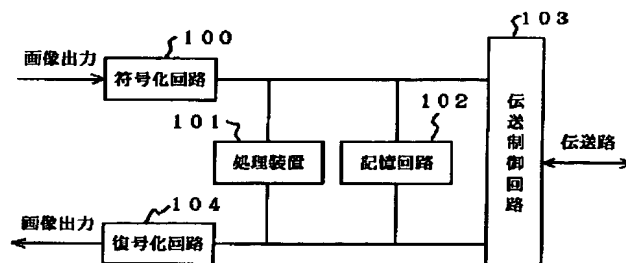 100
103
画像出力
符号化回路
101
102
伝送制御回路
処理装置
記憶回路
伝送路
画像出力
104
復号化回路